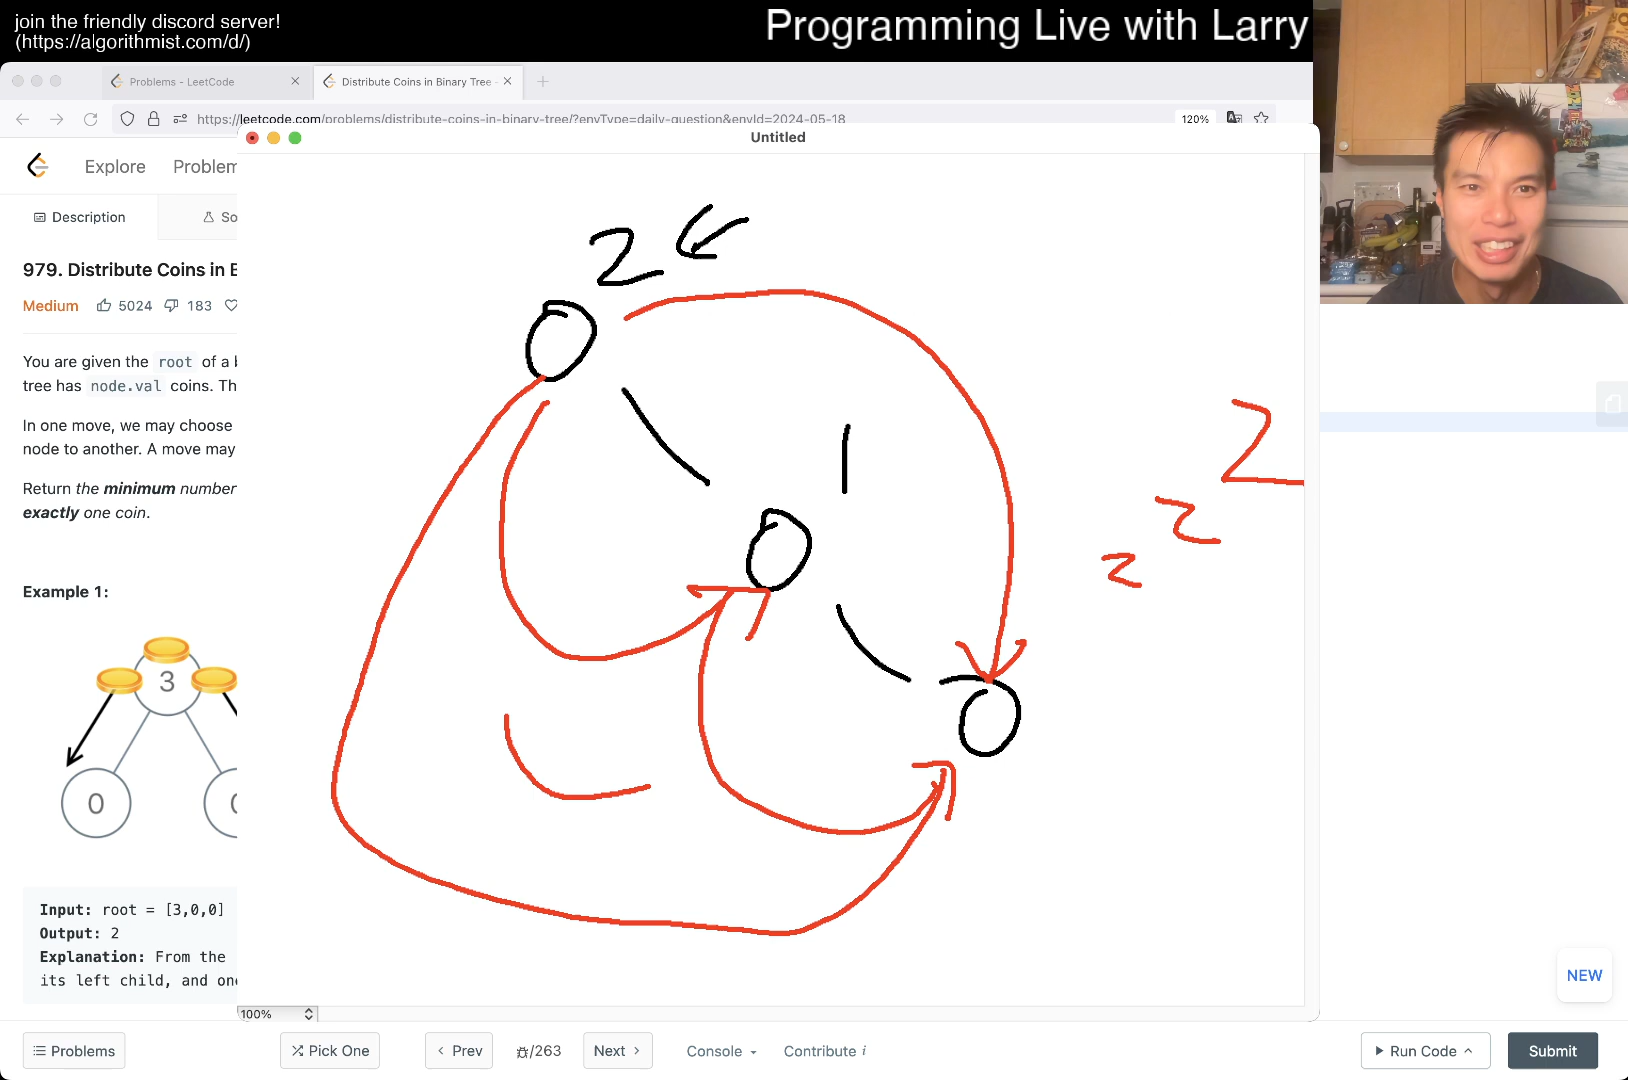 join the friendly discord server!
(https://algorithmist.com/d/)
Programming Live with Larry
Problems - LeetCode
Distribute Coins in Binary Tree -
https://leetcode.com/problems/distribute-coins-in-binary-tree/?envType=daily-question&envId=2024-05-18
120%
Untitled
Explore
Problem
Description
So
979. Distribute Coins in B
Medium
5024
183
You are given the root of a
tree has node.val coins. Th
In one move, we may choose
node to another. A move may
Return the minimum number
exactly one coin.
Example 1:
3
0
Input: root = [3,0,0]
Output: 2
Explanation: From the
its left child, and one
2
1
2
2
2
100%
NEW
Problems
Pick One
Prev
/263
Next
Console
Contribute i
Run Code
Submit